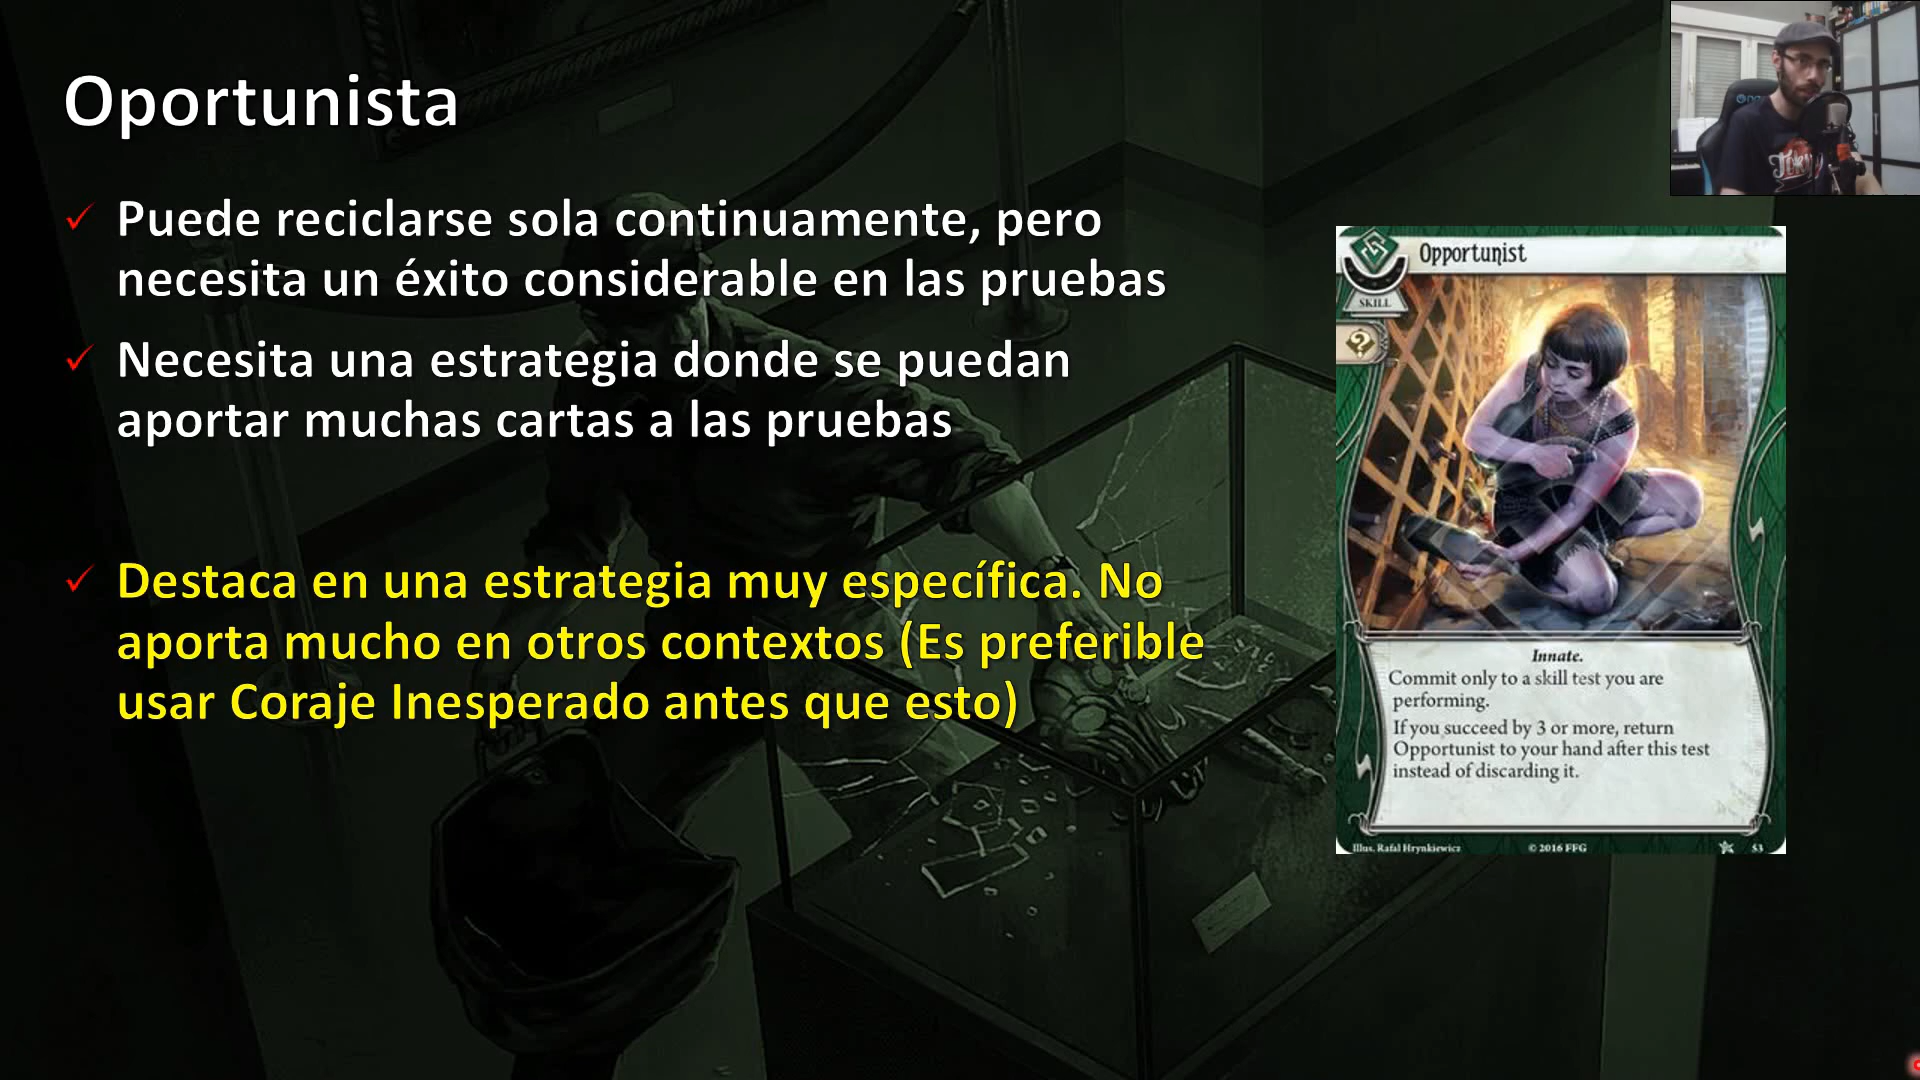 Oportunista
Puede reciclarse sola continuamente, pero
necesita un éxito considerable en las pruebas
Necesita una estrategia donde se puedan
aportar muchas cartas a las pruebas
Destaca en una estrategia muy específica. No
aporta mucho en otros contextos (Es preferible
usar Coraje Inesperado antes que esto)
Opportunist
SKILL
?
Innate.
Commit only to a skill test you are
performing.
If you succeed by 3 or more, return
Opportunist to your hand after this test
instead of discarding it.
Illus. Rafał Hrynkiewicz © 2016 FFG 53